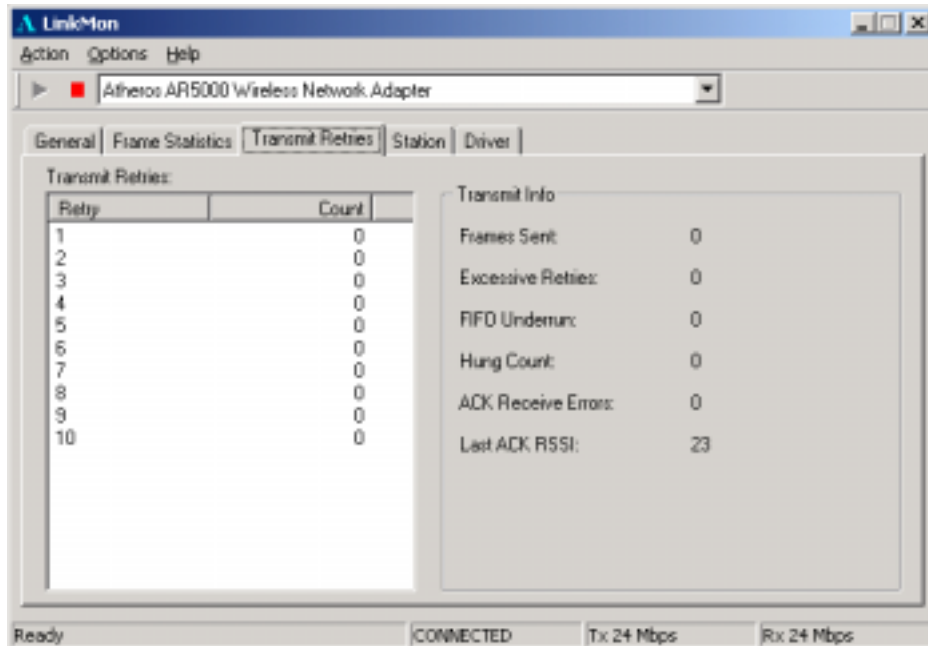 LinkMon
Action Options Help
Atheros AR5000 Wireless Network Adapter
General Frame Statistics Transmit Retries Station Driver
Transmit Retries:
Retry Count
1 0
2 0
3 0
4 0
5 0
6 0
7 0
8 0
9 0
10 0
Transmit Info
Frames Sent: 0
Excessive Retries: 0
FIFO Underrun: 0
Hung Count: 0
ACK Receive Errors: 0
Last ACK RSSI: 23
Ready CONNECTED Tx 24 Mbps Rx 24 Mbps